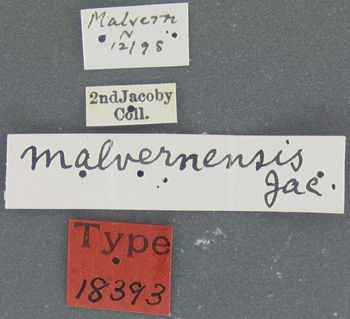 Malvern
N
12/98
2nd Jacoby
Coll.
malvernensis
Jac.
Type
18393